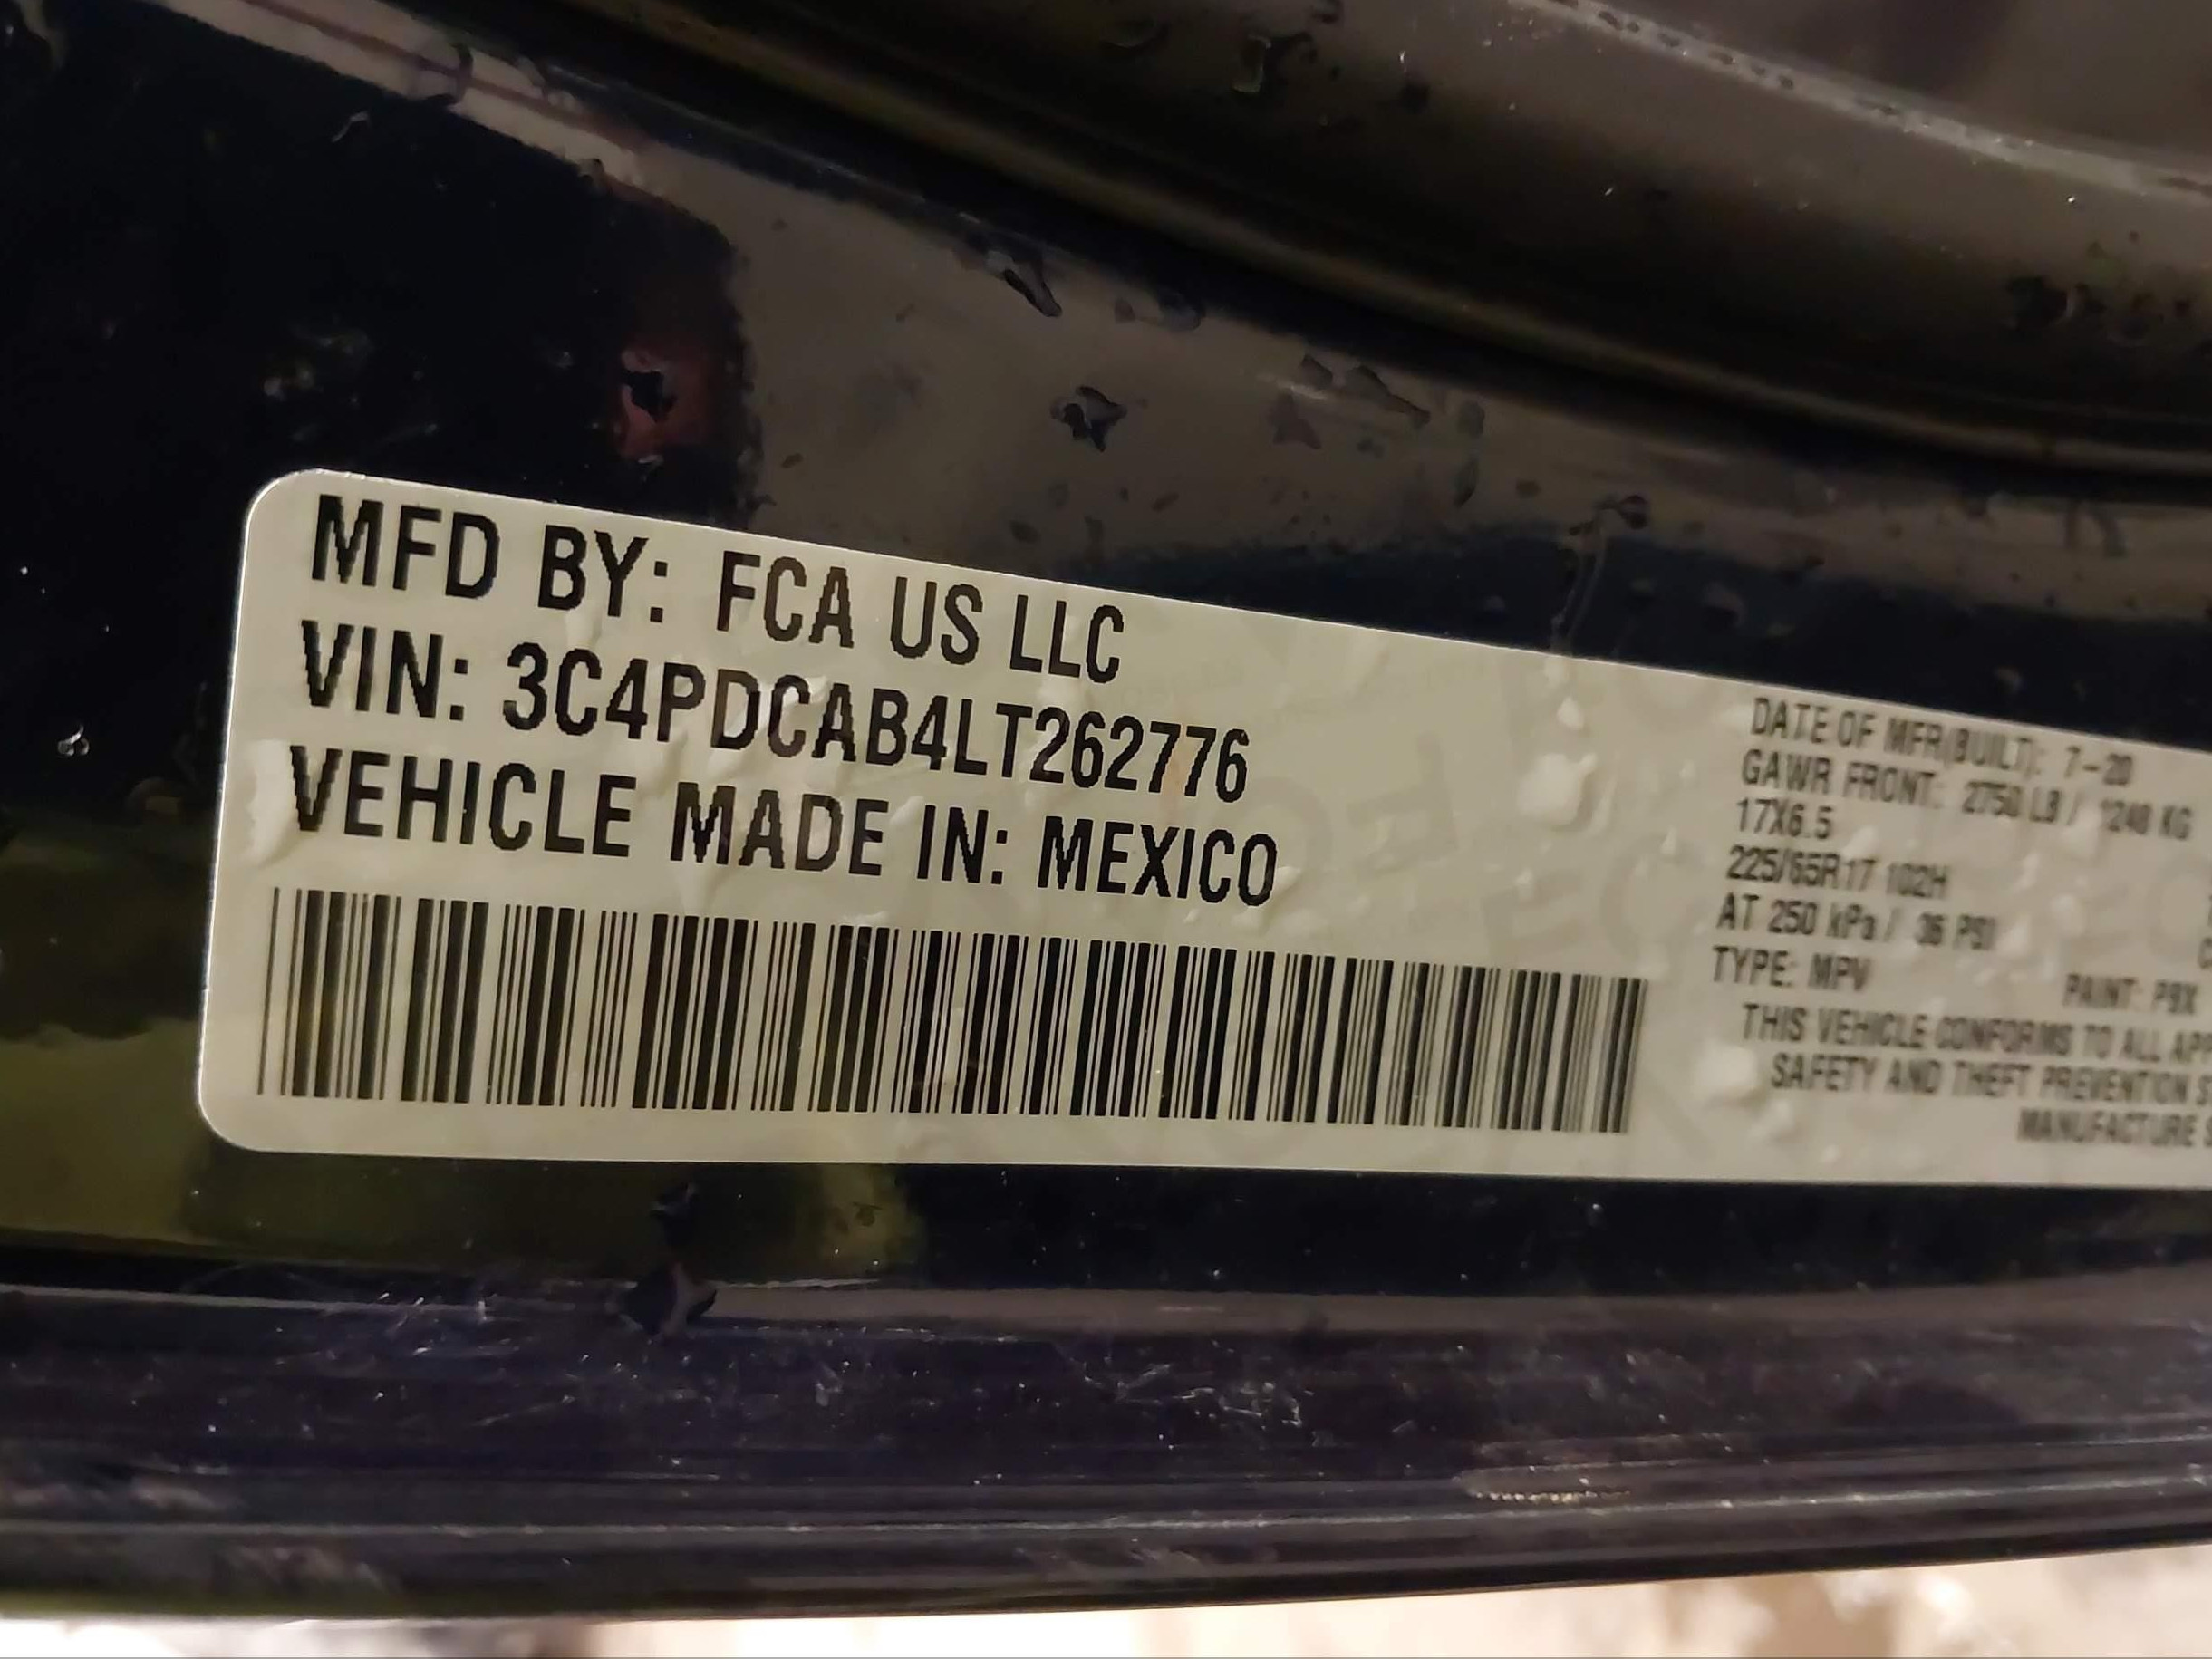 MFD BY: FCA US LLC
VIN: 3C4PDCAB4LT262776
VEHICLE MADE IN: MEXICO
DATE OF MFR(BUILT): 7-20
GAWR FRONT: 2750 LB / 1248 KG
17X6.5
225/65R17 102H
AT 250 kPa / 36 PSI
TYPE: MPV PAINT:
THIS VEHICLE CONFORMS TO ALL
SAFETY AND THEFT PREVENTION
MANUFACTURE